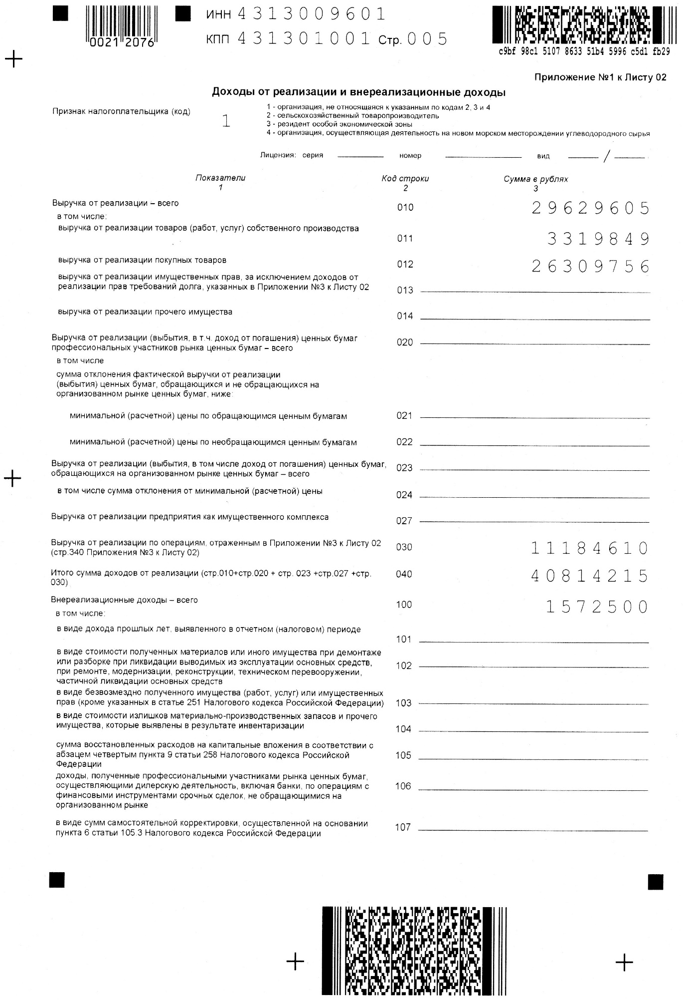 ИНН 4313009601
0021 2076
КПП 431301001 Стр. 005
c9bf 98c1 5107 8633 51b4 5996 c5d1 fb29
Приложение №1 к Листу 02
Доходы от реализации и внереализационные доходы
Признак налогоплательщика (код) 1
1 - организация, не относящаяся к указанным по кодам 2, 3 и 4
2 - сельскохозяйственный товаропроизводитель
3 - резидент особой экономической зоны
4 - организация, осуществляющая деятельность на новом морском месторождении углеводородного сырья
Лицензия: серия номер вид /
Показатели Код строки Сумма в рублях
1 2 3
Выручка от реализации – всего 010 29629605
в том числе:
выручка от реализации товаров (работ, услуг) собственного производства
011 3319849
выручка от реализации покупных товаров 012 26309756
выручка от реализации имущественных прав, за исключением доходов от
реализации прав требований долга, указанных в Приложении №3 к Листу 02 013
выручка от реализации прочего имущества 014
Выручка от реализации (выбытия, в т.ч. доход от погашения) ценных бумаг 020
профессиональных участников рынка ценных бумаг – всего
в том числе
сумма отклонения фактической выручки от реализации
(выбытия) ценных бумаг, обращающихся и не обращающихся на
организованном рынке ценных бумаг, ниже:
минимальной (расчетной) цены по обращающимся ценным бумагам 021
минимальной (расчетной) цены по необращающимся ценным бумагам 022
Выручка от реализации (выбытия, в том числе доход от погашения) ценных бумаг, 023
обращающихся на организованном рынке ценных бумаг – всего
в том числе сумма отклонения от минимальной (расчетной) цены 024
Выручка от реализации предприятия как имущественного комплекса 027
Выручка от реализации по операциям, отраженным в Приложении №3 к Листу 02 030 11184610
(стр.340 Приложения №3 к Листу 02)
Итого сумма доходов от реализации (стр.010+стр.020 + стр. 023 +стр.027 +стр. 040 40814215
030)
Внереализационные доходы – всего 100 1572500
в том числе:
в виде дохода прошлых лет, выявленного в отчетном (налоговом) периоде
101
в виде стоимости полученных материалов или иного имущества при демонтаже
или разборке при ликвидации выводимых из эксплуатации основных средств, 102
при ремонте, модернизации, реконструкции, техническом перевооружении,
частичной ликвидации основных средств
в виде безвозмездно полученного имущества (работ, услуг) или имущественных
прав (кроме указанных в статье 251 Налогового кодекса Российской Федерации) 103
в виде стоимости излишков материально-производственных запасов и прочего
имущества, которые выявлены в результате инвентаризации 104
сумма восстановленных расходов на капитальные вложения в соответствии с
абзацем четвертым пункта 9 статьи 258 Налогового кодекса Российской 105
Федерации
доходы, полученные профессиональными участниками рынка ценных бумаг,
осуществляющими дилерскую деятельность, включая банки, по операциям с 106
финансовыми инструментами срочных сделок, не обращающимися на
организованном рынке
в виде сумм самостоятельной корректировки, осуществленной на основании 107
пункта 6 статьи 105.3 Налогового кодекса Российской Федерации